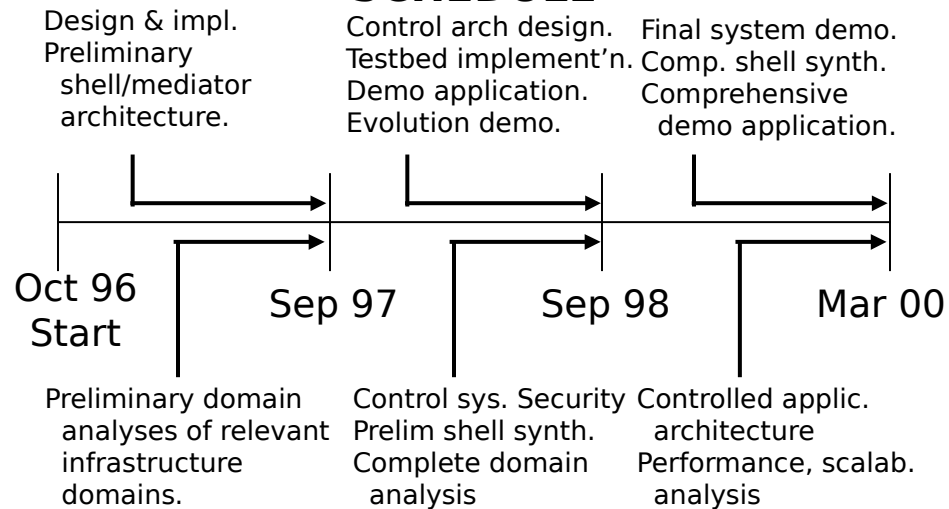 Design & impl.
Preliminary
shell/mediator
architecture.
Control arch design.
Testbed implement’n.
Demo application.
Evolution demo.
Final system demo.
Comp. shell synth.
Comprehensive
demo application.
Oct 96
Start
Sep 97
Sep 98
Mar 00
Preliminary domain
analyses of relevant
infrastructure
domains.
Control sys. Security
Prelim shell synth.
Complete domain
analysis
Controlled applic.
architecture
Performance, scalab.
analysis